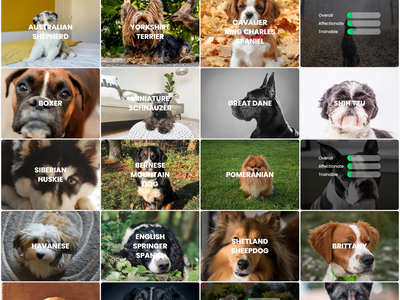 AUSTRALIAN
SHEPHERD
YORKSHIRE
TERRIER
CAVALIER
KING CHARLES
SPANIEL
Overall
Affectionate
Trainable
BOXER
MINIATURE
SCHNAUZER
GREAT DANE
SHIH TZU
SIBERIAN
HUSKIE
BERNESE
MOUNTAIN
DOG
POMERANIAN
Overall
Affectionate
Trainable
HAVANESE
ENGLISH
SPRINGER
SPANIEL
SHETLAND
SHEEPDOG
BRITTANY